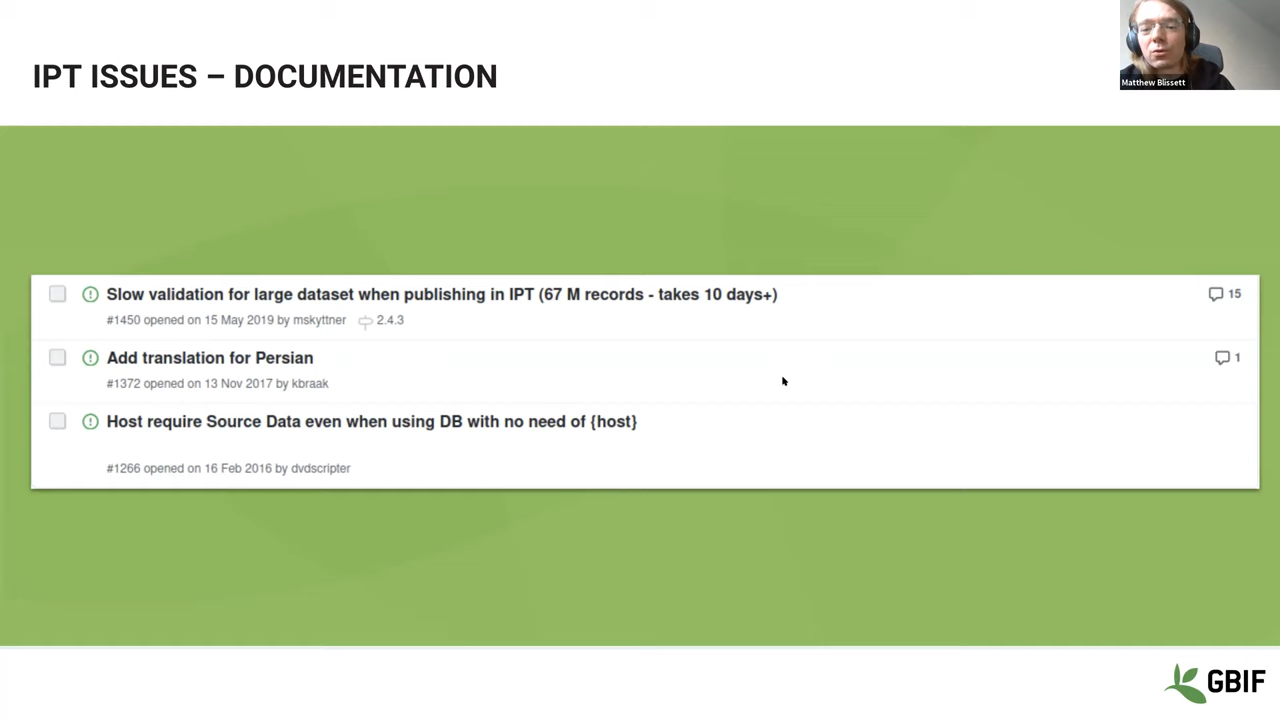 IPT ISSUES – DOCUMENTATION
Matthew Blissett
Slow validation for large dataset when publishing in IPT (67 M records - takes 10 days+)
15
#1450 opened on 15 May 2019 by mskyttner 2.4.3
Add translation for Persian
1
#1372 opened on 13 Nov 2017 by kbraak
Host require Source Data even when using DB with no need of {host}
#1266 opened on 16 Feb 2016 by dvdscripter
GBIF